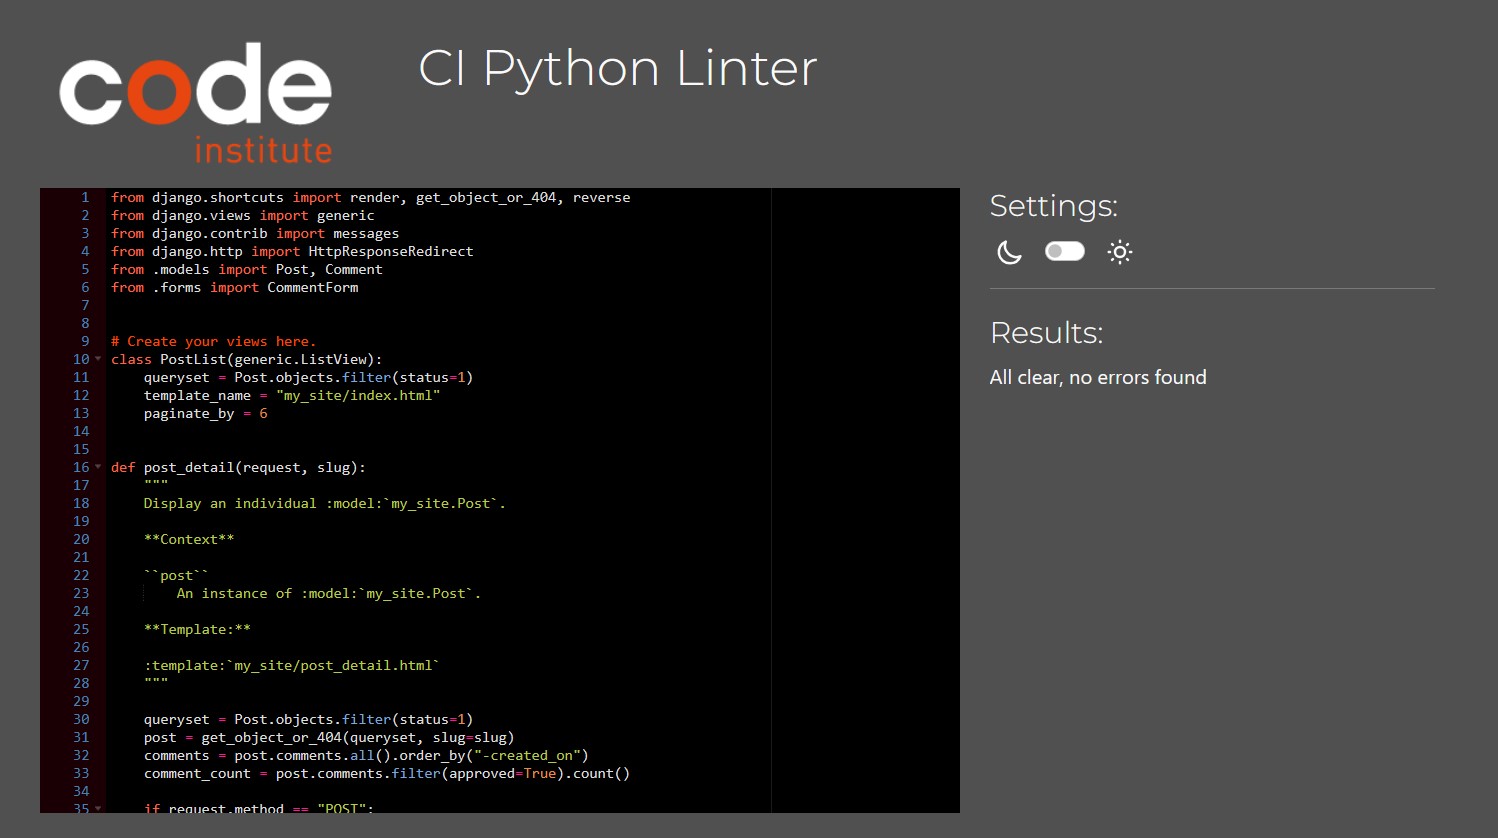 code
institute
CI Python Linter
1 from django.shortcuts import render, get_object_or_404, reverse
2 from django.views import generic
3 from django.contrib import messages
4 from django.http import HttpResponseRedirect
5 from .models import Post, Comment
6 from .forms import CommentForm
7
8
9 # Create your views here.
10 class PostList(generic.ListView):
11     queryset = Post.objects.filter(status=1)
12     template_name = "my_site/index.html"
13     paginate_by = 6
14
15
16 def post_detail(request, slug):
17     """
18     Display an individual :model:`my_site.Post`.
19
20     **Context**
21
22     ``post``
23         An instance of :model:`my_site.Post`.
24
25     **Template:**
26
27     :template:`my_site/post_detail.html`
28     """
29
30     queryset = Post.objects.filter(status=1)
31     post = get_object_or_404(queryset, slug=slug)
32     comments = post.comments.all().order_by("-created_on")
33     comment_count = post.comments.filter(approved=True).count()
34
35     if request.method == "POST":
Settings:
Results:
All clear, no errors found